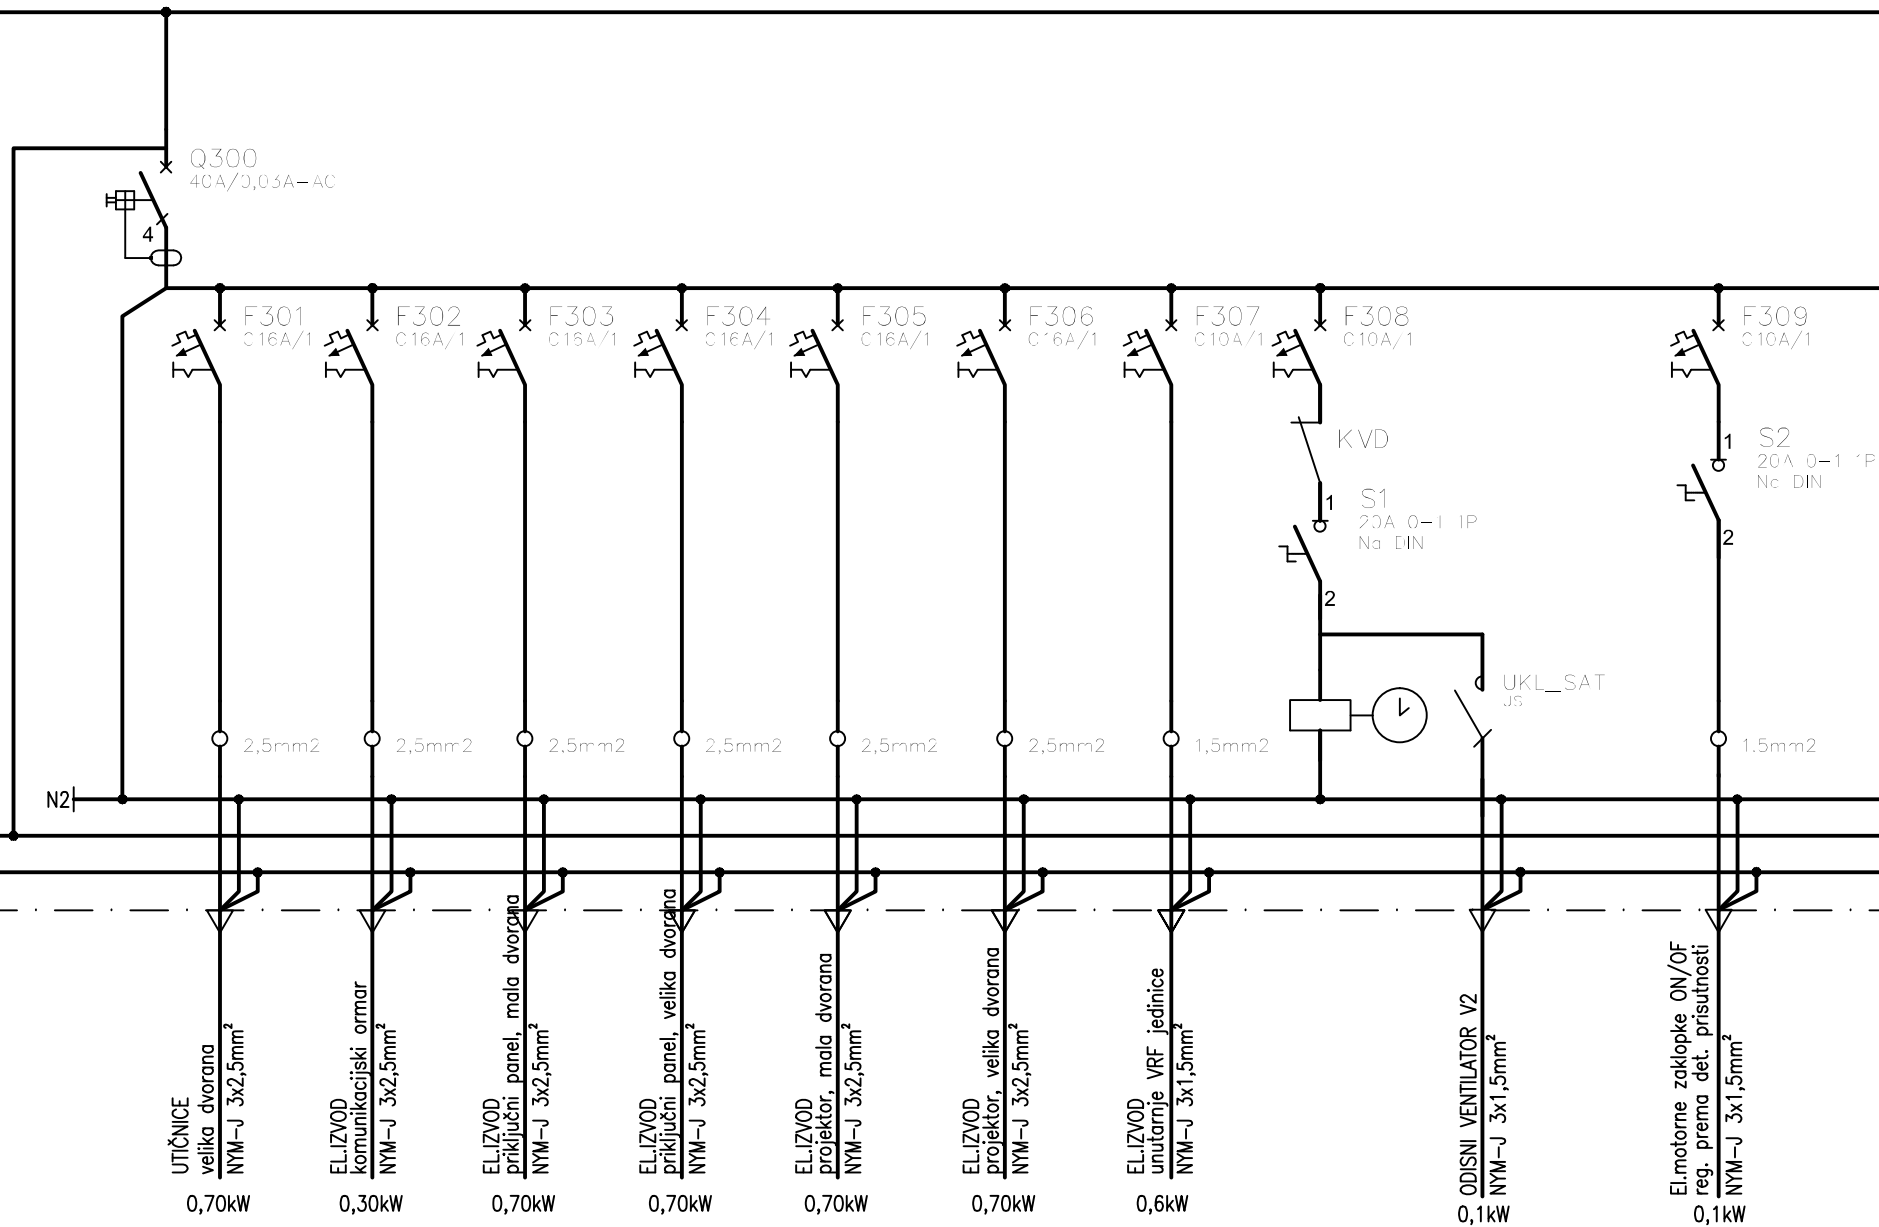 Q300
40A/0,03A-AC
4
F301
C16A/1
F302
C16A/1
F303
C16A/1
F304
C16A/1
F305
C16A/1
F306
C16A/1
F307
C10A/1
F308
C10A/1
F309
C10A/1
KVD
1
S1
20A 0-1 1P
Na DIN
2
1
S2
20A 0-1 1P
Na DIN
2
UKL_SAT
JS
2,5mm2
2,5mm2
2,5mm2
2,5mm2
2,5mm2
2,5mm2
1,5mm2
1.5mm2
N2
UTIČNICE
velika dvorana
NYM-J 3x2,5mm²
0,70kW
EL.IZVOD
komunikacijski ormar
NYM-J 3x2,5mm²
0,30kW
EL.IZVOD
priključni panel, mala dvorana
NYM-J 3x2,5mm²
0,70kW
EL.IZVOD
priključni panel, velika dvorana
NYM-J 3x2,5mm²
0,70kW
EL.IZVOD
projektor, mala dvorana
NYM-J 3x2,5mm²
0,70kW
EL.IZVOD
projektor, velika dvorana
NYM-J 3x2,5mm²
0,70kW
EL.IZVOD
unutarnje VRF jedinice
NYM-J 3x1,5mm²
0,6kW
ODISNI VENTILATOR V2
NYM-J 3x1,5mm²
0,1kW
El.motorne zaklopke ON/OF
reg. prema det. prisutnosti
NYM-J 3x1,5mm²
0,1kW